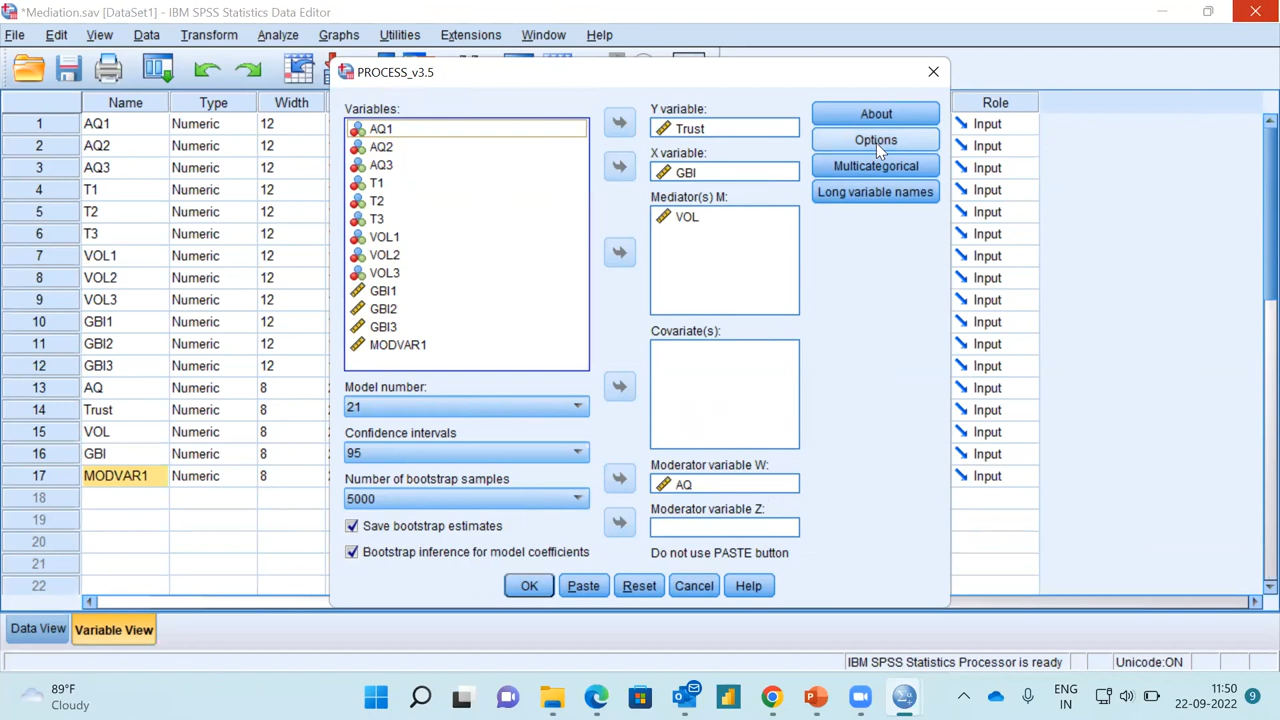 *Mediation.sav [DataSet1] - IBM SPSS Statistics Data Editor
File Edit View Data Transform Analyze Graphs Utilities Extensions Window Help
PROCESS_v3.5
Name Type Width Role
1 AQ1 Numeric 12 Input
2 AQ2 Numeric 12 Input
3 AQ3 Numeric 12 Input
4 T1 Numeric 12 Input
5 T2 Numeric 12 Input
6 T3 Numeric 12 Input
7 VOL1 Numeric 12 Input
8 VOL2 Numeric 12 Input
9 VOL3 Numeric 12 Input
10 GBI1 Numeric 12 Input
11 GBI2 Numeric 12 Input
12 GBI3 Numeric 12 Input
13 AQ Numeric 8 Input
14 Trust Numeric 8 Input
15 VOL Numeric 8 Input
16 GBI Numeric 8 Input
17 MODVAR1 Numeric 8 Input
18
19
20
21
22
Variables:
AQ1
AQ2
AQ3
T1
T2
T3
VOL1
VOL2
VOL3
GBI1
GBI2
GBI3
MODVAR1
Model number:
21
Confidence intervals
95
Number of bootstrap samples
5000
Save bootstrap estimates
Bootstrap inference for model coefficients
Y variable:
Trust
X variable:
GBI
Mediator(s) M:
VOL
Covariate(s):
Moderator variable W:
AQ
Moderator variable Z:
Do not use PASTE button
About
Options
Multicategorical
Long variable names
OK Paste Reset Cancel Help
Data View Variable View
IBM SPSS Statistics Processor is ready Unicode:ON
89°F
Cloudy
ENG
IN
11:50
22-09-2022
9